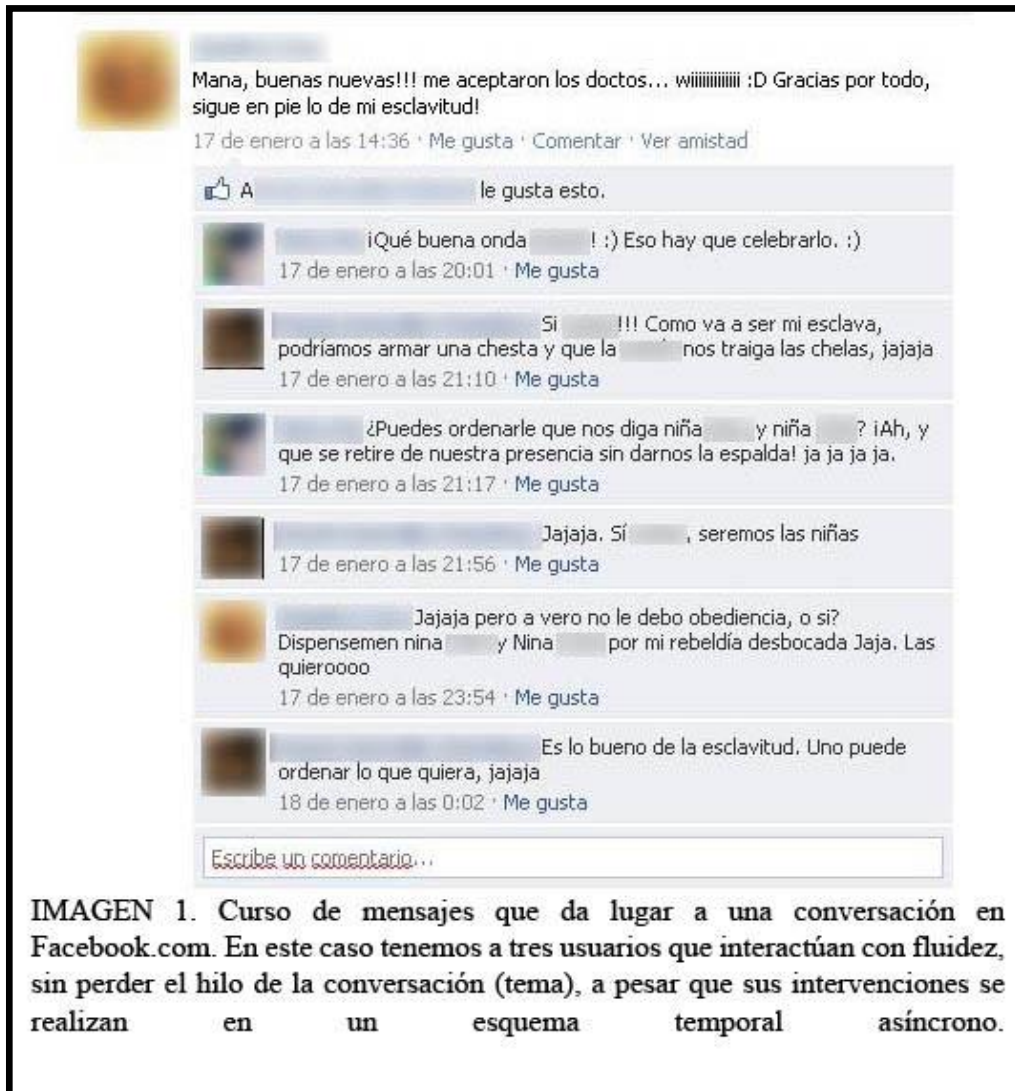 Mana, buenas nuevas!!! me aceptaron los doctos... wiiiiiiiiiiii :D Gracias por todo,
sigue en pie lo de mi esclavitud!
17 de enero a las 14:36 · Me gusta · Comentar · Ver amistad
A le gusta esto.
¡Qué buena onda ! :) Eso hay que celebrarlo. :)
17 de enero a las 20:01 · Me gusta
Si !!! Como va a ser mi esclava,
podríamos armar una chesta y que la nos traiga las chelas, jajaja
17 de enero a las 21:10 · Me gusta
¿Puedes ordenarle que nos diga niña y niña ? ¡Ah, y
que se retire de nuestra presencia sin darnos la espalda! ja ja ja ja.
17 de enero a las 21:17 · Me gusta
Jajaja. Sí , seremos las niñas
17 de enero a las 21:56 · Me gusta
Jajaja pero a vero no le debo obediencia, o si?
Dispensemen nina y Nina por mi rebeldía desbocada Jaja. Las
quieroooo
17 de enero a las 23:54 · Me gusta
Es lo bueno de la esclavitud. Uno puede
ordenar lo que quiera, jajaja
18 de enero a las 0:02 · Me gusta
Escribe un comentario...
IMAGEN 1. Curso de mensajes que da lugar a una conversación en
Facebook.com. En este caso tenemos a tres usuarios que interactúan con fluidez,
sin perder el hilo de la conversación (tema), a pesar que sus intervenciones se
realizan en un esquema temporal asíncrono.